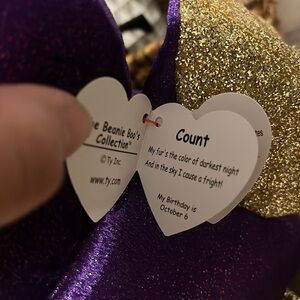 Beanie Boo's
Collection™
© Ty Inc.
www.ty.com
Count
My fur's the color of darkest night
And in the sky I cause a fright!
My Birthday is
October 6